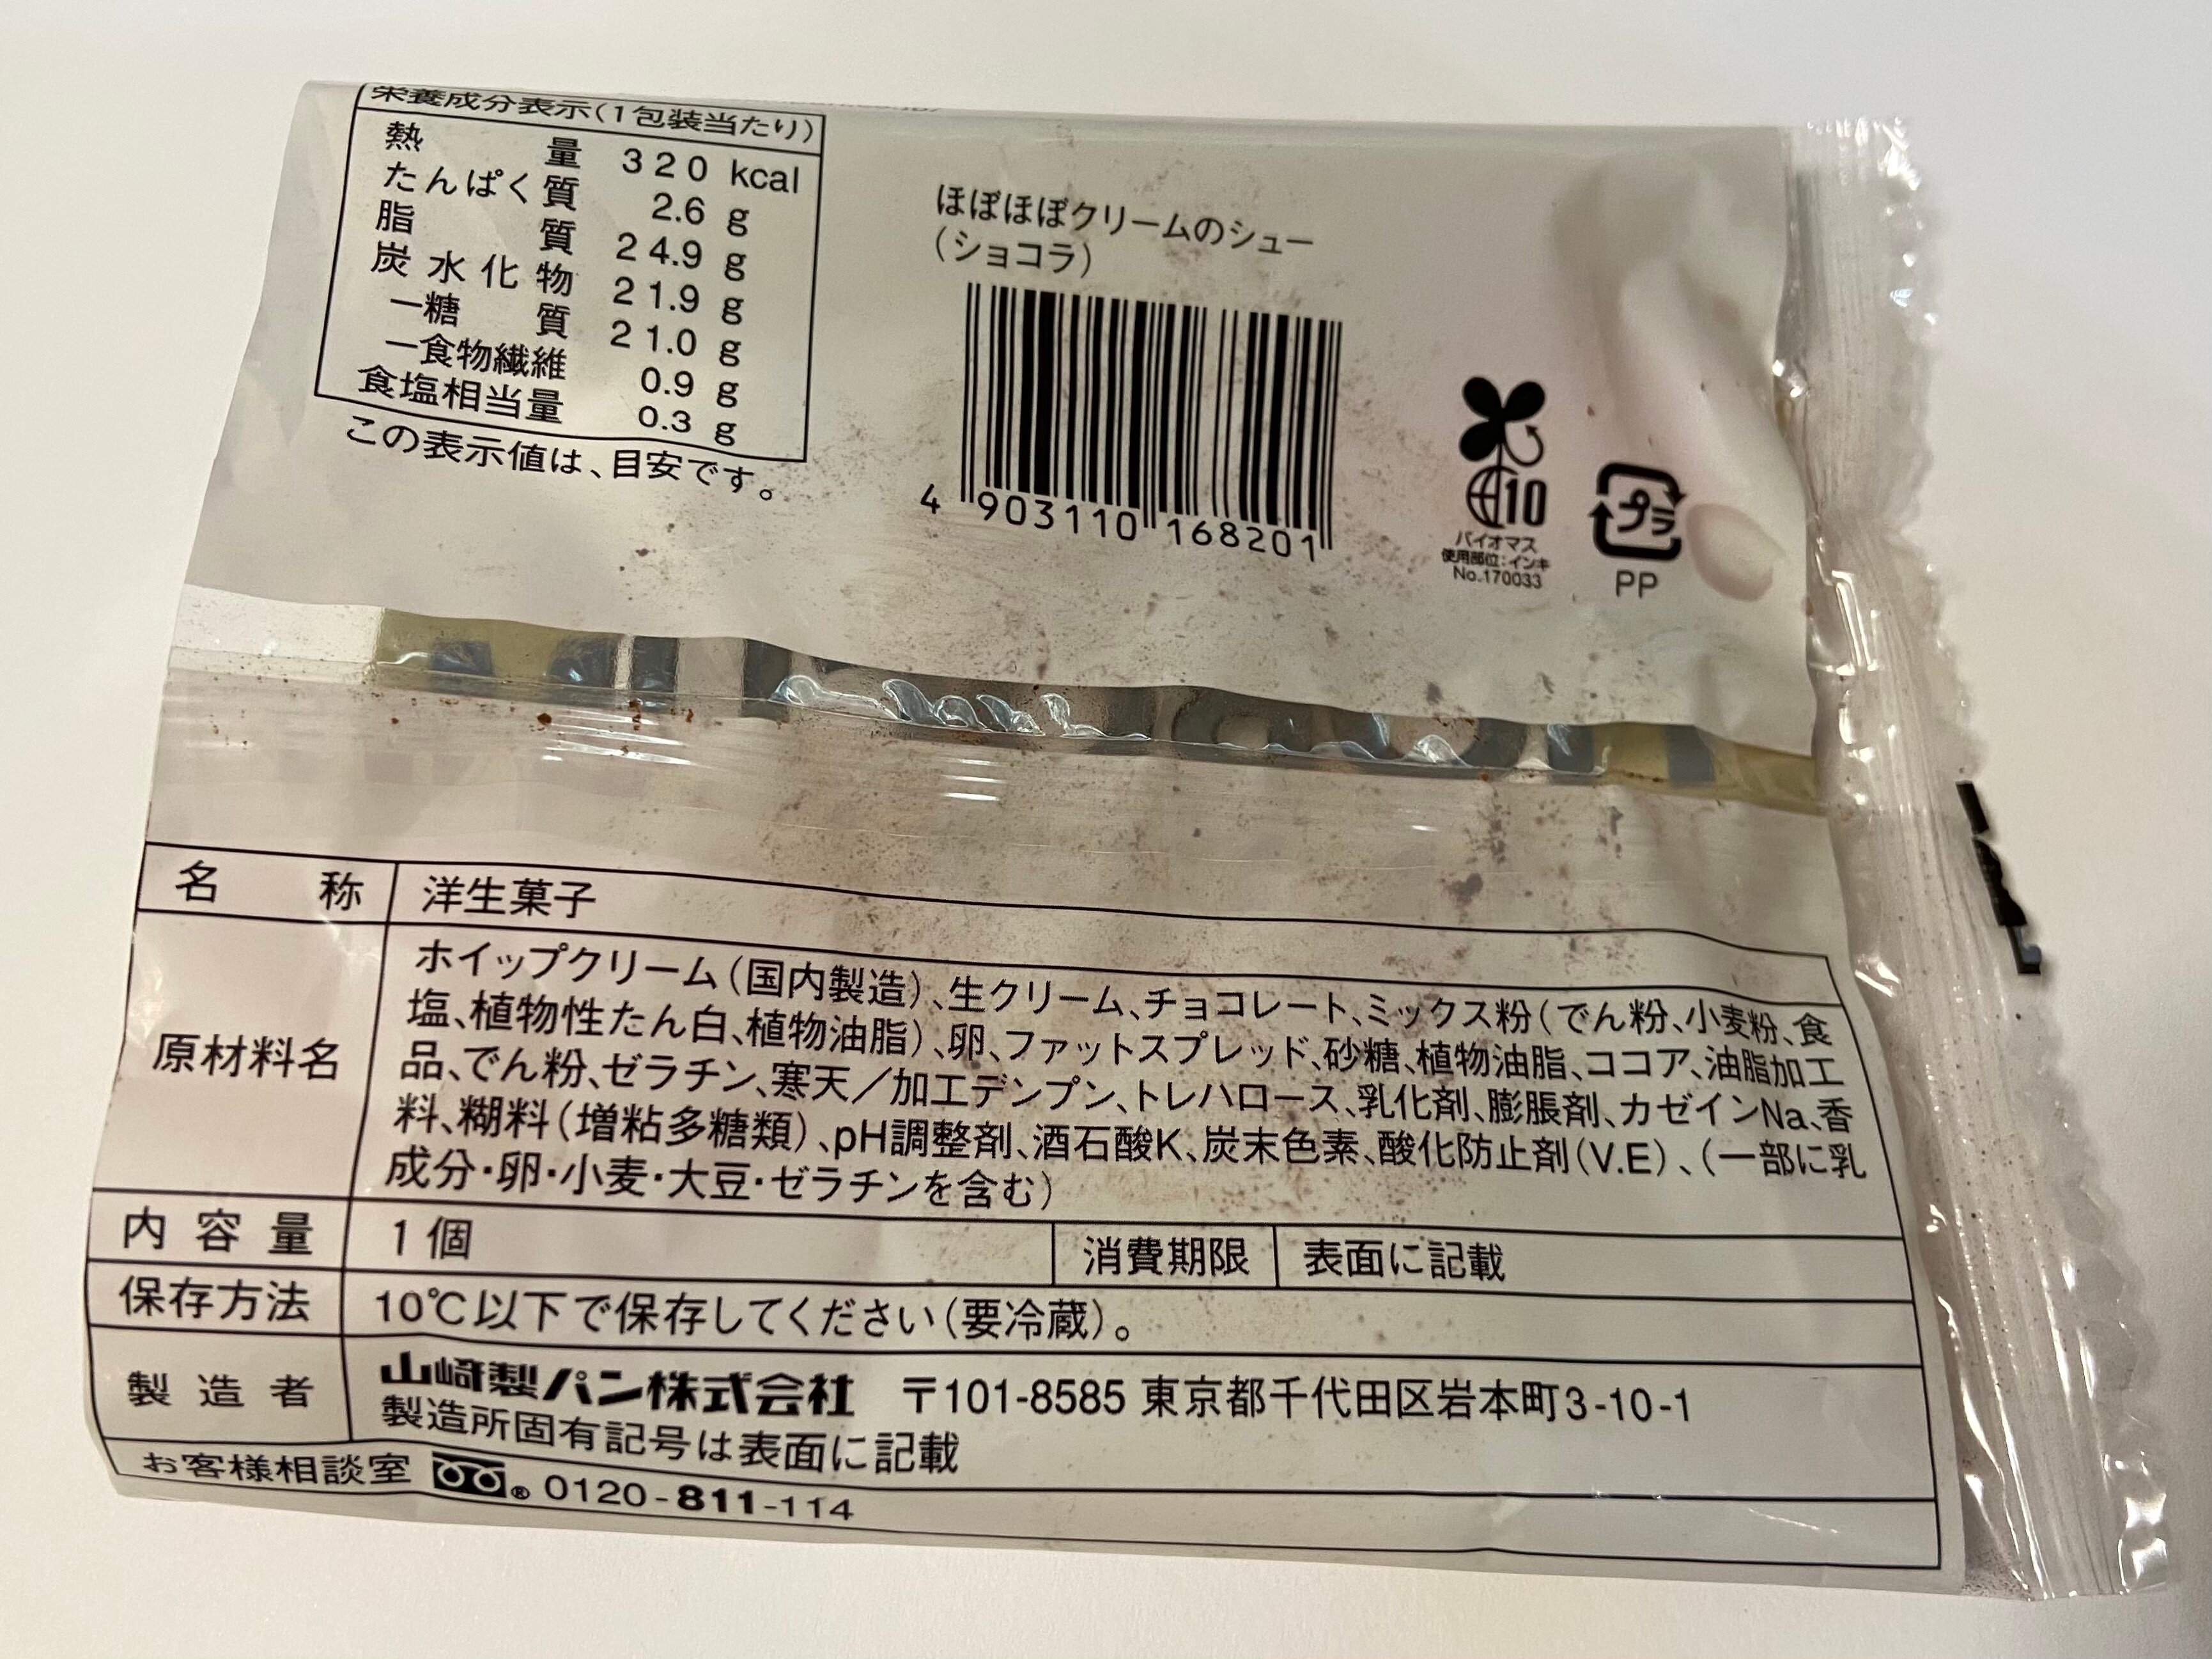 栄養成分表示(1包装当たり)
熱量 320 kcal
たんぱく質 2.6 g
脂質 24.9 g
炭水化物 21.9 g
－糖質 21.0 g
－食物繊維 0.9 g
食塩相当量 0.3 g
この表示値は、目安です。
ほぼほぼクリームのシュー
(ショコラ)
4 903110 168201
10
バイオマス
使用部位:インキ
No.170033
プラ
PP
名称 洋生菓子
原材料名
ホイップクリーム(国内製造)、生クリーム、チョコレート、ミックス粉(でん粉、小麦粉、食
塩、植物性たん白、植物油脂)、卵、ファットスプレッド、砂糖、植物油脂、ココア、油脂加工
品、でん粉、ゼラチン、寒天/加工デンプン、トレハロース、乳化剤、膨脹剤、カゼインNa、香
料、糊料(増粘多糖類)、pH調整剤、酒石酸K、炭末色素、酸化防止剤(V.E)、(一部に乳
成分・卵・小麦・大豆・ゼラチンを含む)
内容量 1個 消費期限 表面に記載
保存方法 10℃以下で保存してください(要冷蔵)。
製造者 山崎製パン株式会社 〒101-8585 東京都千代田区岩本町3-10-1
製造所固有記号は表面に記載
お客様相談室 ® 0120-811-114